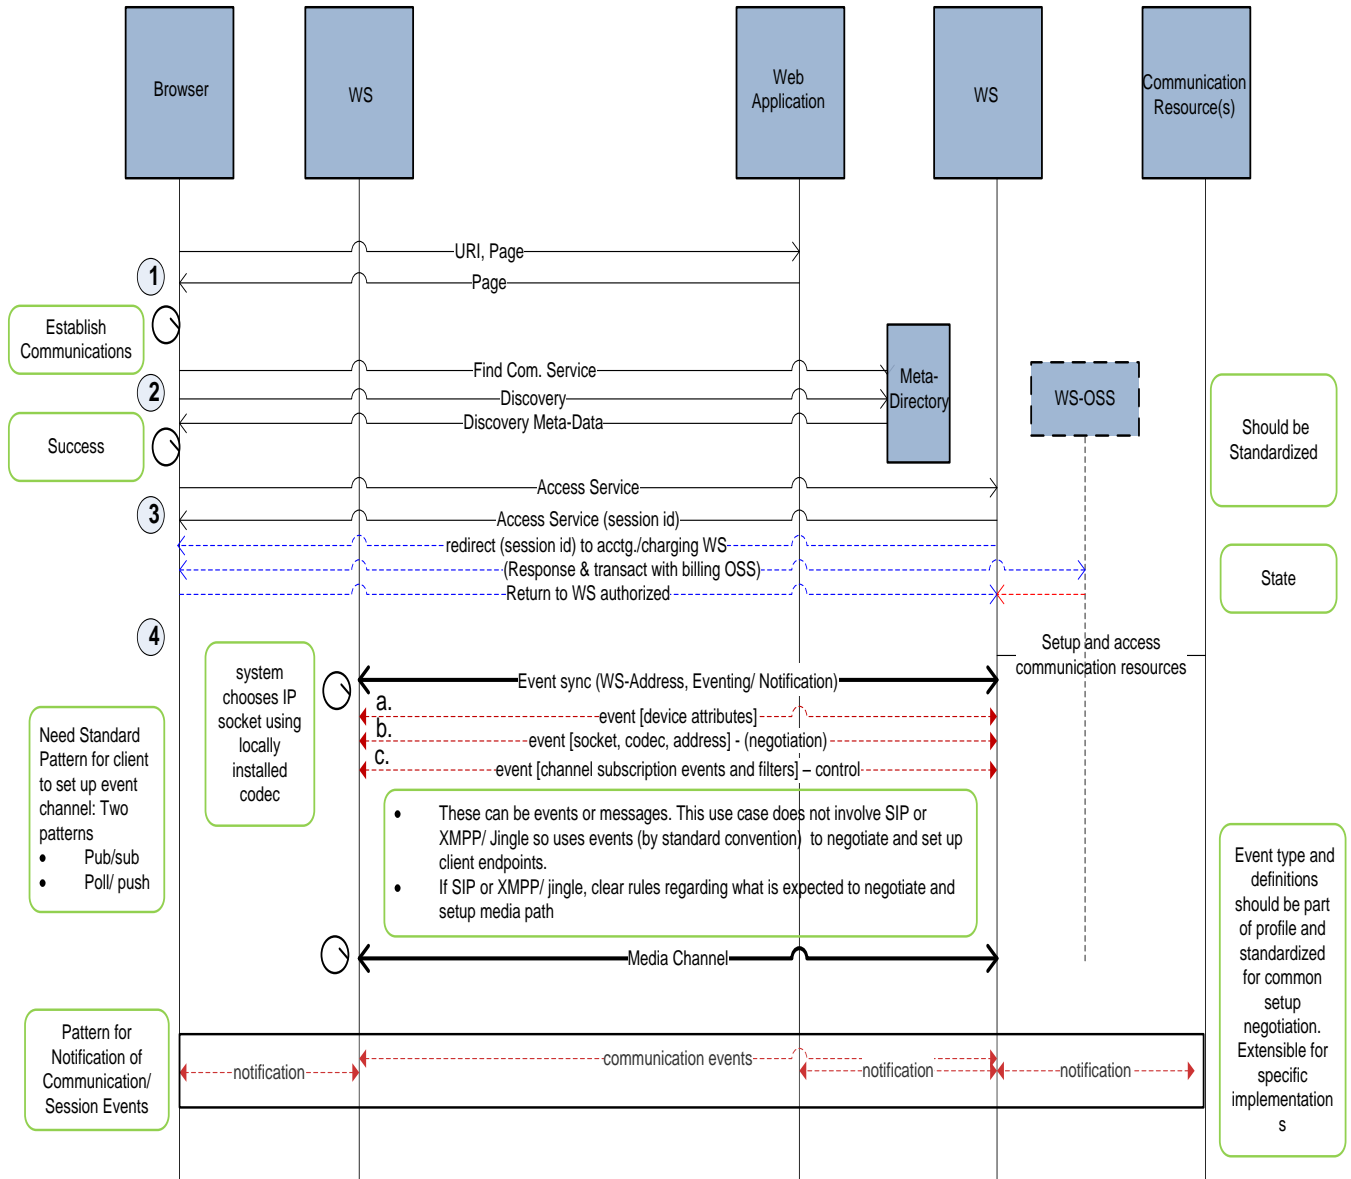 Browser
WS
Web
Application
WS
Communication
Resource(s)
URI, Page
1
Page
Establish
Communications
Find Com. Service
Meta-
Directory
2
Discovery
WS-OSS
Discovery Meta-Data
Success
Should be
Standardized
Access Service
3
Access Service (session id)
redirect (session id) to acctg./charging WS
(Response & transact with billing OSS)
State
Return to WS authorized
4
Setup and access
communication resources
system
chooses IP
socket using
locally
installed
codec
Event sync (WS-Address, Eventing/ Notification)
a.
event [device attributes]
b.
event [socket, codec, address] - (negotiation)
c.
event [channel subscription events and filters] – control
Need Standard
Pattern for client
to set up event
channel: Two
patterns
● Pub/sub
● Poll/ push
● These can be events or messages. This use case does not involve SIP or
XMPP/ Jingle so uses events (by standard convention) to negotiate and set up
client endpoints.
● If SIP or XMPP/ jingle, clear rules regarding what is expected to negotiate and
setup media path
Event type and
definitions
should be part
of profile and
standardized
for common
setup
negotiation.
Extensible for
specific
implementation
s
Media Channel
Pattern for
Notification of
Communication/
Session Events
communication events
notification
notification
notification